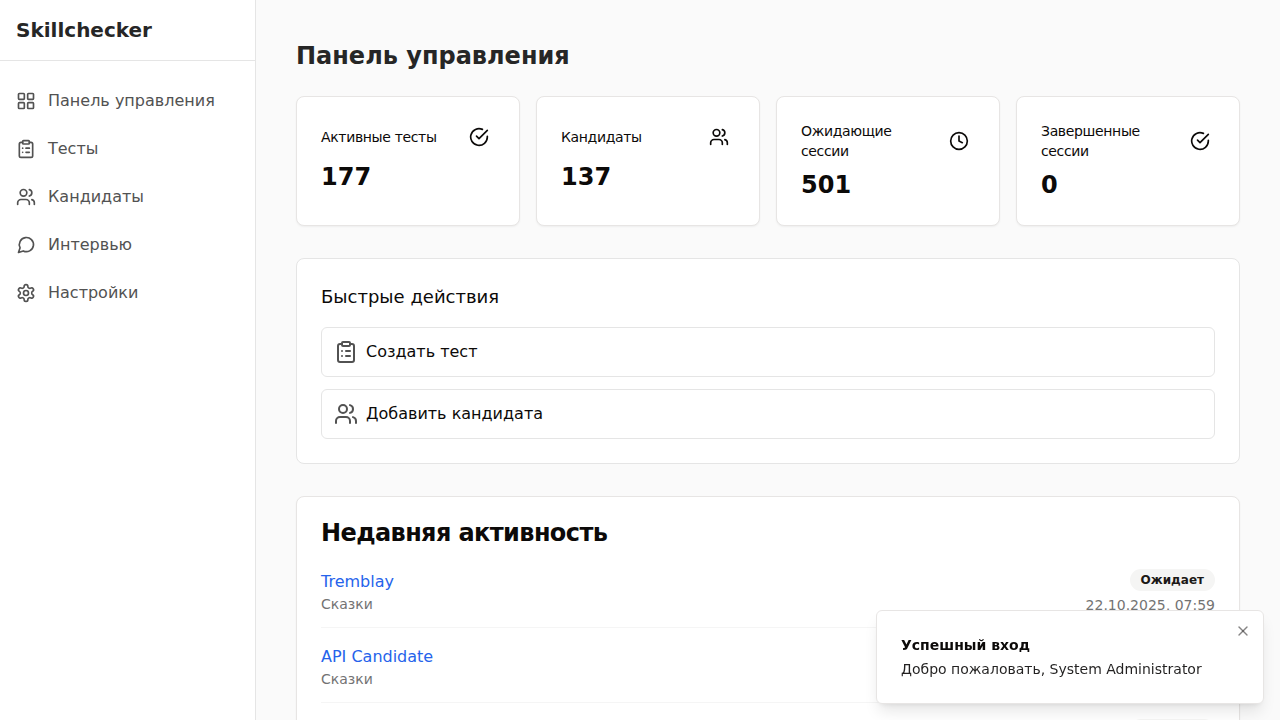 Skillchecker
Панель управления
Тесты
Кандидаты
Интервью
Настройки
Панель управления
Активные тесты
177
Кандидаты
137
Ожидающие
сессии
501
Завершенные
сессии
0
Быстрые действия
Создать тест
Добавить кандидата
Недавняя активность
Tremblay
Ожидает
Сказки
22.10.2025, 07:59
API Candidate
Сказки
Успешный вход
Добро пожаловать, System Administrator